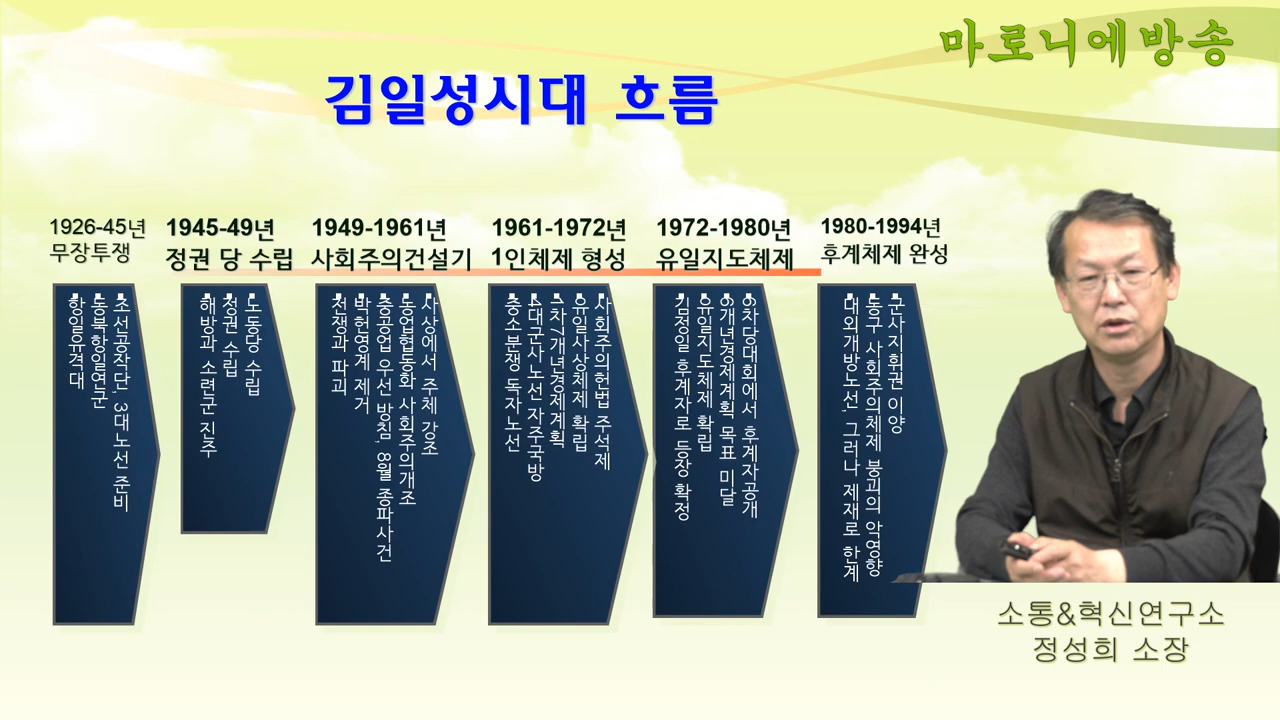 마로니에방송
김일성시대 흐름
1926-45년
무장투쟁
조선공작단, 3대 노선 준비
동북항일연군
항일유격대
1945-49년
정권 당 수립
노동당 수립
정권 수립
해방과 소련군 진주
1949-1961년
사회주의건설기
사상에서 주체 강조
농업협동화 사회주의개조
중공업 우선 방침, 8월 종파사건
박헌영계 제거
전쟁과 파괴
1961-1972년
1인체제 형성
사회주의헌법 주석제
유일사상체제 확립
1차7개년경제계획
4대군사노선 자주국방
중소분쟁 독자노선
1972-1980년
유일지도체제
6차당대회에서 후계자공개
6개년경제계획 목표 미달
유일지도체제 확립
김정일 후계자로 등장 확정
1980-1994년
후계체제 완성
군사지휘권 이양
동구 사회주의체제 붕괴의 악영향
대외개방노선, 그러나 제재로 한계
소통&혁신연구소
정성희 소장